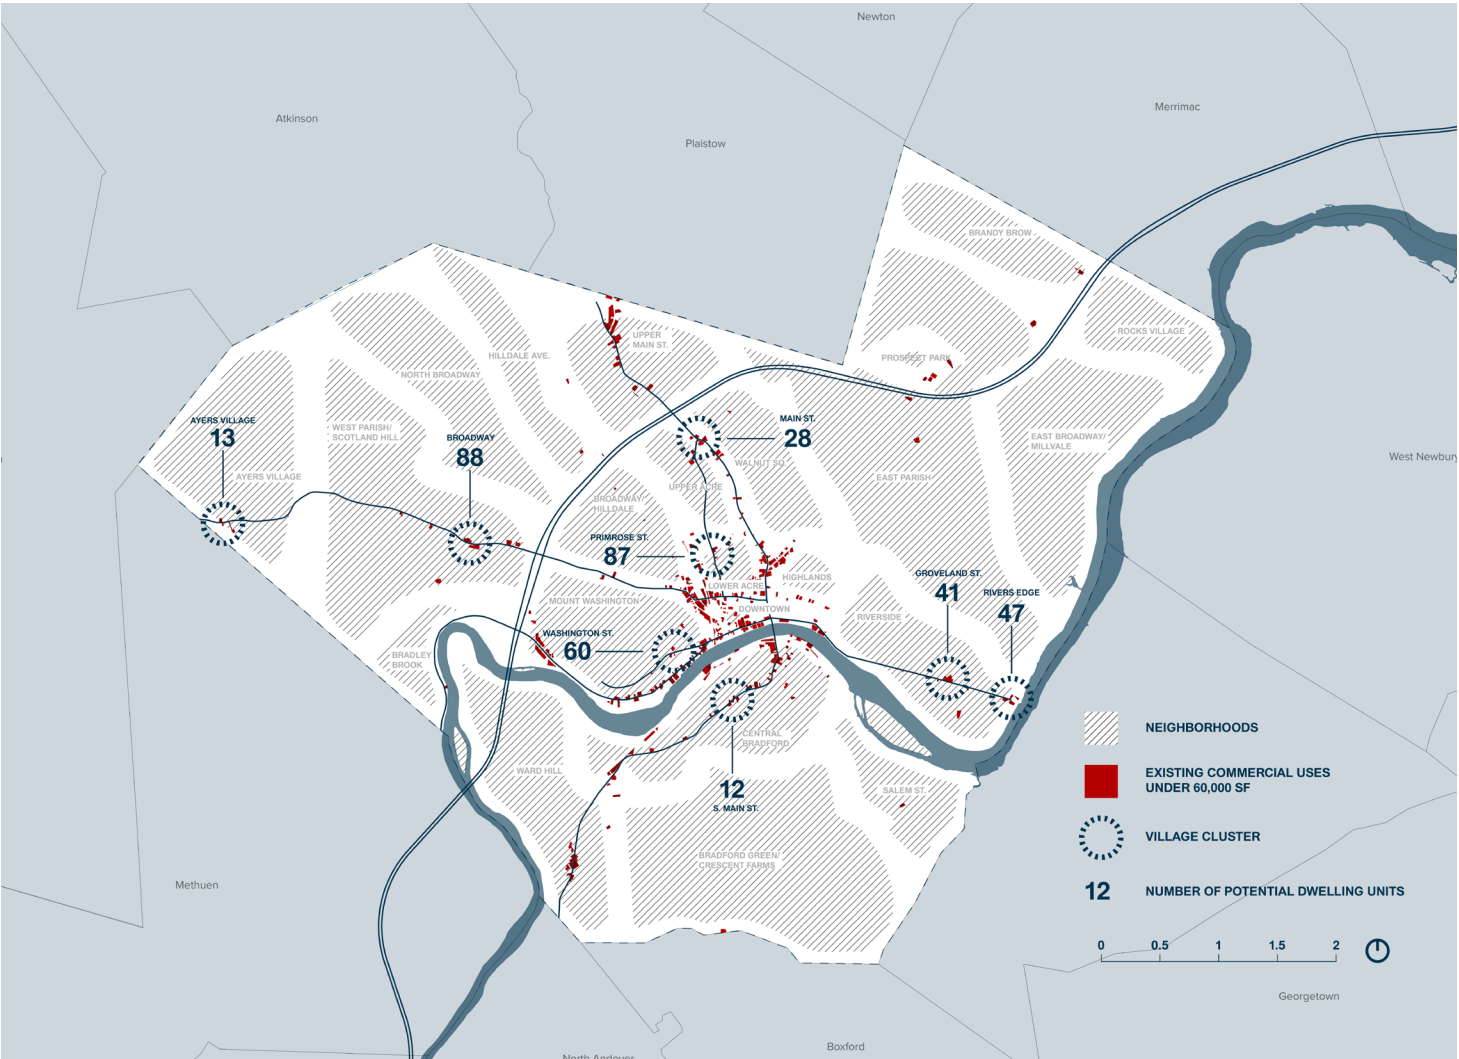 Newton
Merrimac
Atkinson
Plaistow
BRANDY BROW
ROCKS VILLAGE
UPPER
MAIN ST.
HILLDALE AVE.
PROSPECT PARK
NORTH BROADWAY
AYERS VILLAGE
13
WEST PARISH/
SCOTLAND HILL
BROADWAY
88
MAIN ST.
28
EAST BROADWAY/
MILLVALE
West Newbury
WALNUT SQ.
AYERS VILLAGE
EAST PARISH
UPPER ACRE
BROADWAY/
HILLDALE
PRIMROSE ST.
87
HIGHLANDS
LOWER ACRE
GROVELAND ST.
41
RIVERS EDGE
47
MOUNT WASHINGTON
DOWNTOWN
RIVERSIDE
WASHINGTON ST.
60
BRADLEY
BROOK
CENTRAL
BRADFORD
WARD HILL
12
S. MAIN ST.
SALEM ST.
BRADFORD GREEN/
CRESCENT FARMS
Methuen
NEIGHBORHOODS
EXISTING COMMERCIAL USES
UNDER 60,000 SF
VILLAGE CLUSTER
12
NUMBER OF POTENTIAL DWELLING UNITS
0 0.5 1 1.5 2
Georgetown
Boxford
North Andover